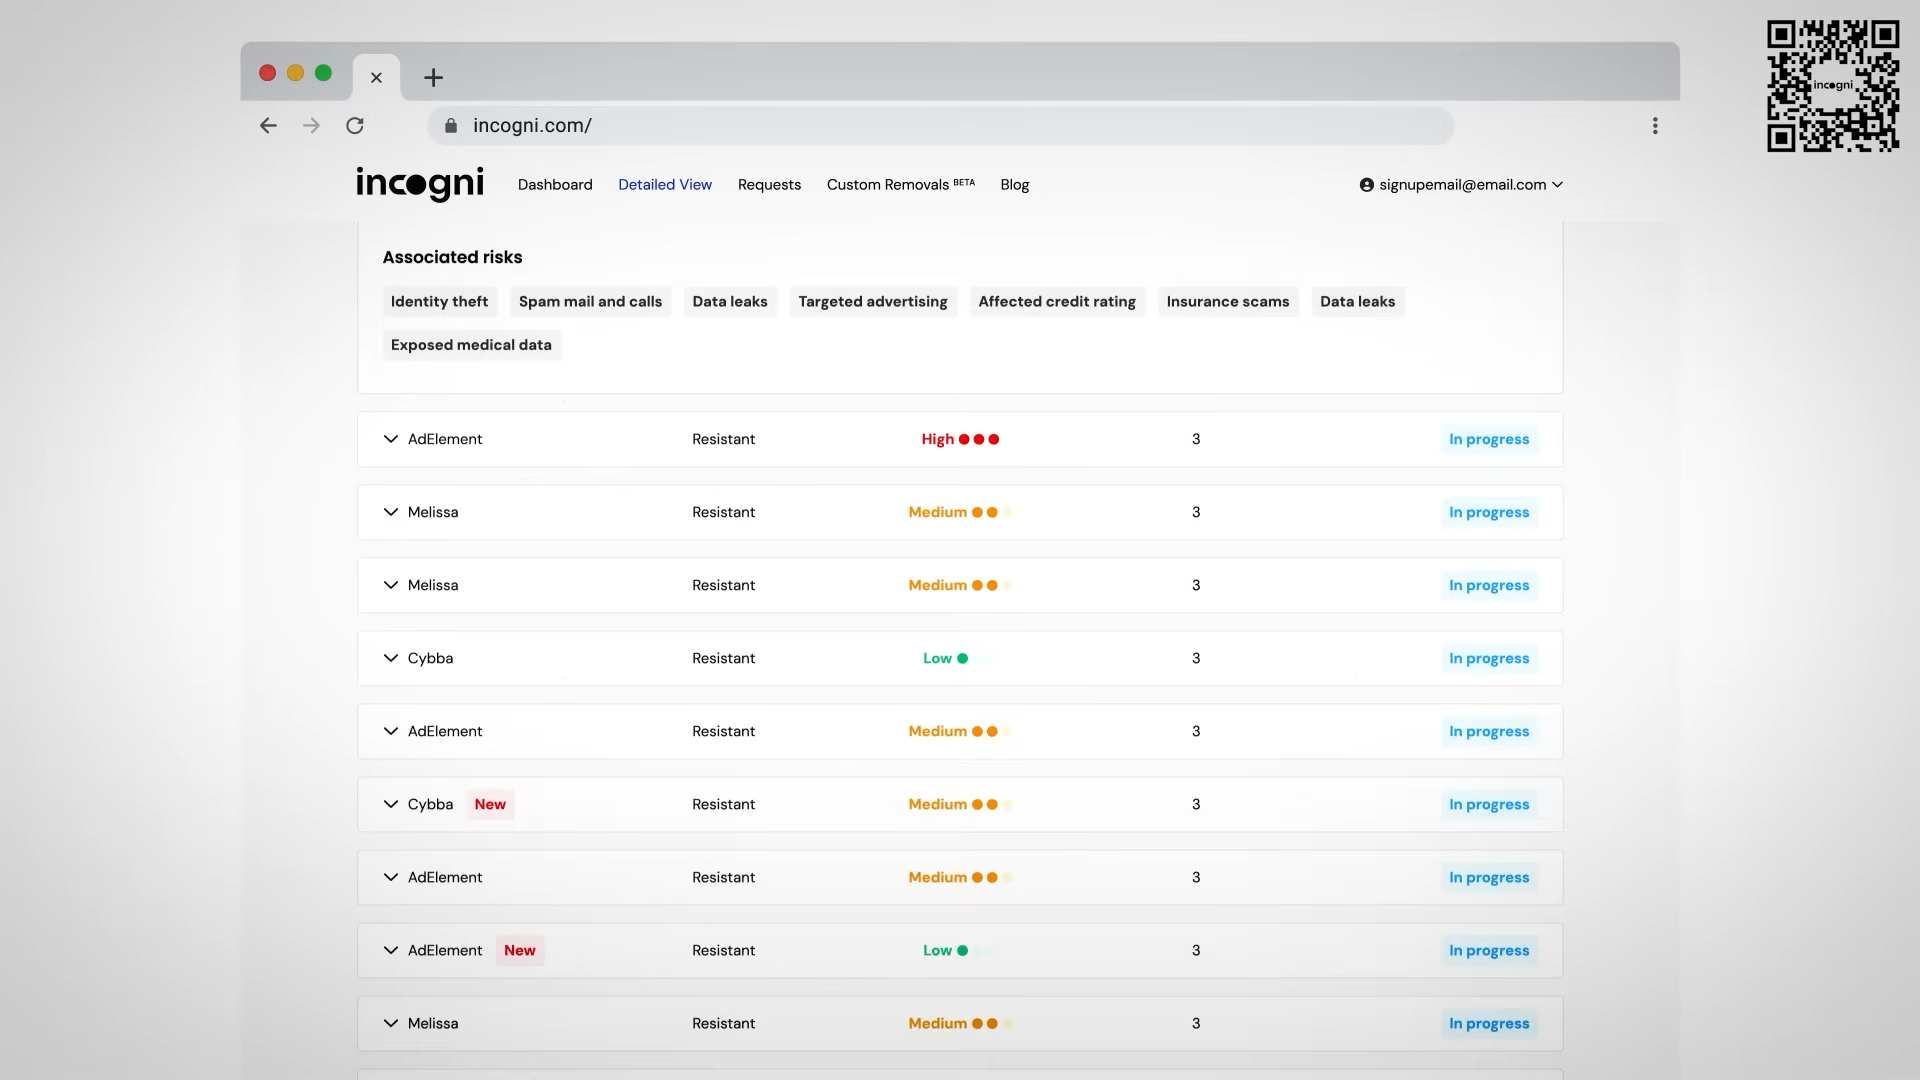 incogni
incogni.com/
incogni Dashboard Detailed View Requests Custom Removals BETA Blog signupemail@email.com
Associated risks
Identity theft Spam mail and calls Data leaks Targeted advertising Affected credit rating Insurance scams Data leaks
Exposed medical data
AdElement Resistant High 3 In progress
Melissa Resistant Medium 3 In progress
Melissa Resistant Medium 3 In progress
Cybba Resistant Low 3 In progress
AdElement Resistant Medium 3 In progress
Cybba New Resistant Medium 3 In progress
AdElement Resistant Medium 3 In progress
AdElement New Resistant Low 3 In progress
Melissa Resistant Medium 3 In progress